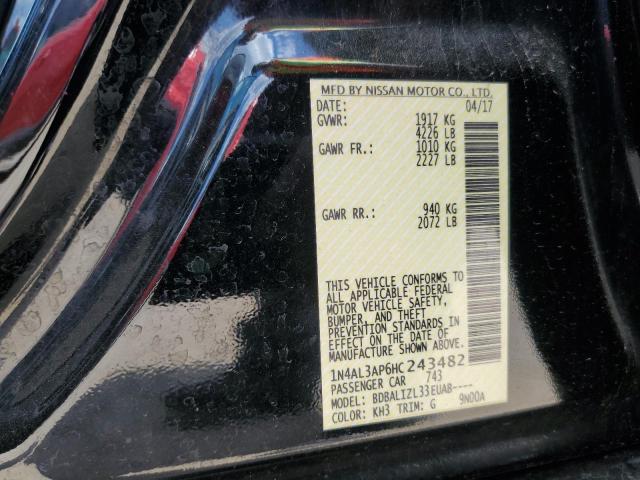 MFD BY NISSAN MOTOR CO., LTD.
DATE: 04/17
GVWR: 1917 KG
4226 LB
GAWR FR.: 1010 KG
2227 LB
GAWR RR.: 940 KG
2072 LB
THIS VEHICLE CONFORMS TO
ALL APPLICABLE FEDERAL
MOTOR VEHICLE SAFETY,
BUMPER, AND THEFT
PREVENTION STANDARDS IN
EFFECT ON THE DATE OF
MANUFACTURE SHOWN ABOVE.
1N4AL3AP6HC243482
PASSENGER CAR 743
MODEL: BDBALIZL33EUAB----
COLOR: KH3 TRIM: G 9N00A